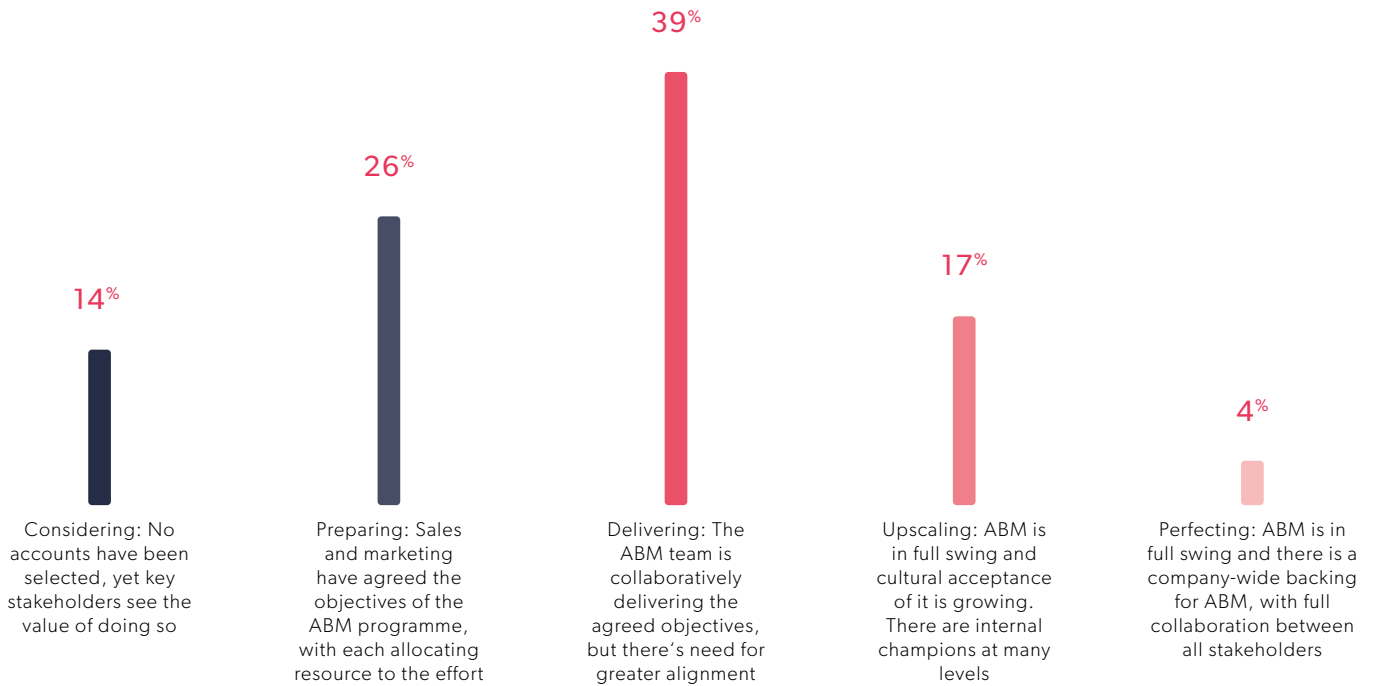 39%
26%
17%
14%
4%
Considering: No
accounts have been
selected, yet key
stakeholders see the
value of doing so
Preparing: Sales
and marketing
have agreed the
objectives of the
ABM programme,
with each allocating
resource to the effort
Delivering: The
ABM team is
collaboratively
delivering the
agreed objectives,
but there's need for
greater alignment
Upscaling: ABM is
in full swing and
cultural acceptance
of it is growing.
There are internal
champions at many
levels
Perfecting: ABM is in
full swing and there is a
company-wide backing
for ABM, with full
collaboration between
all stakeholders